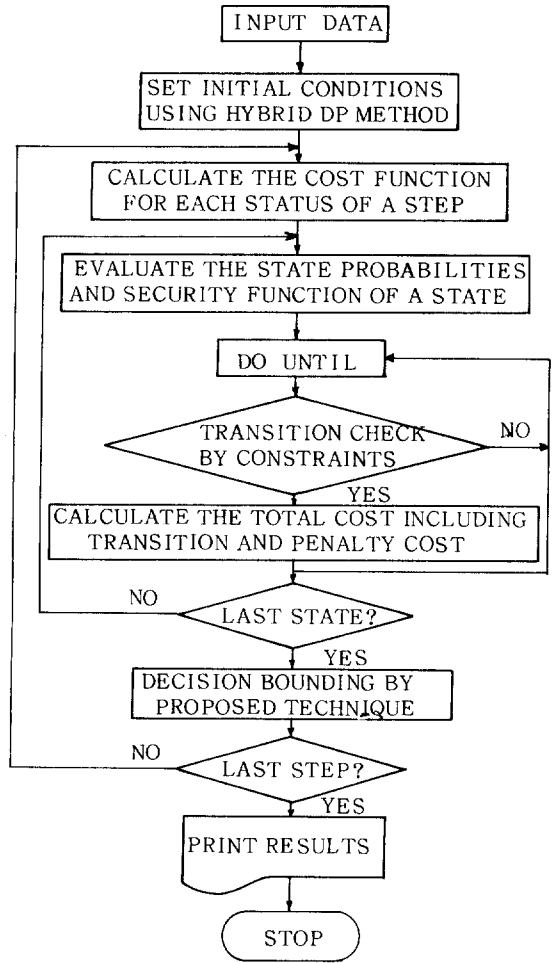 INPUT DATA
SET INITIAL CONDITIONS
USING HYBRID DP METHOD
CALCULATE THE COST FUNCTION
FOR EACH STATUS OF A STEP
EVALUATE THE STATE PROBABILITIES
AND SECURITY FUNCTION OF A STATE
DO UNTIL
TRANSITION CHECK
BY CONSTRAINTS
NO
YES
CALCULATE THE TOTAL COST INCLUDING
TRANSITION AND PENALTY COST
NO
LAST STATE?
YES
DECISION BOUNDING BY
PROPOSED TECHNIQUE
NO
LAST STEP?
YES
PRINT RESULTS
STOP